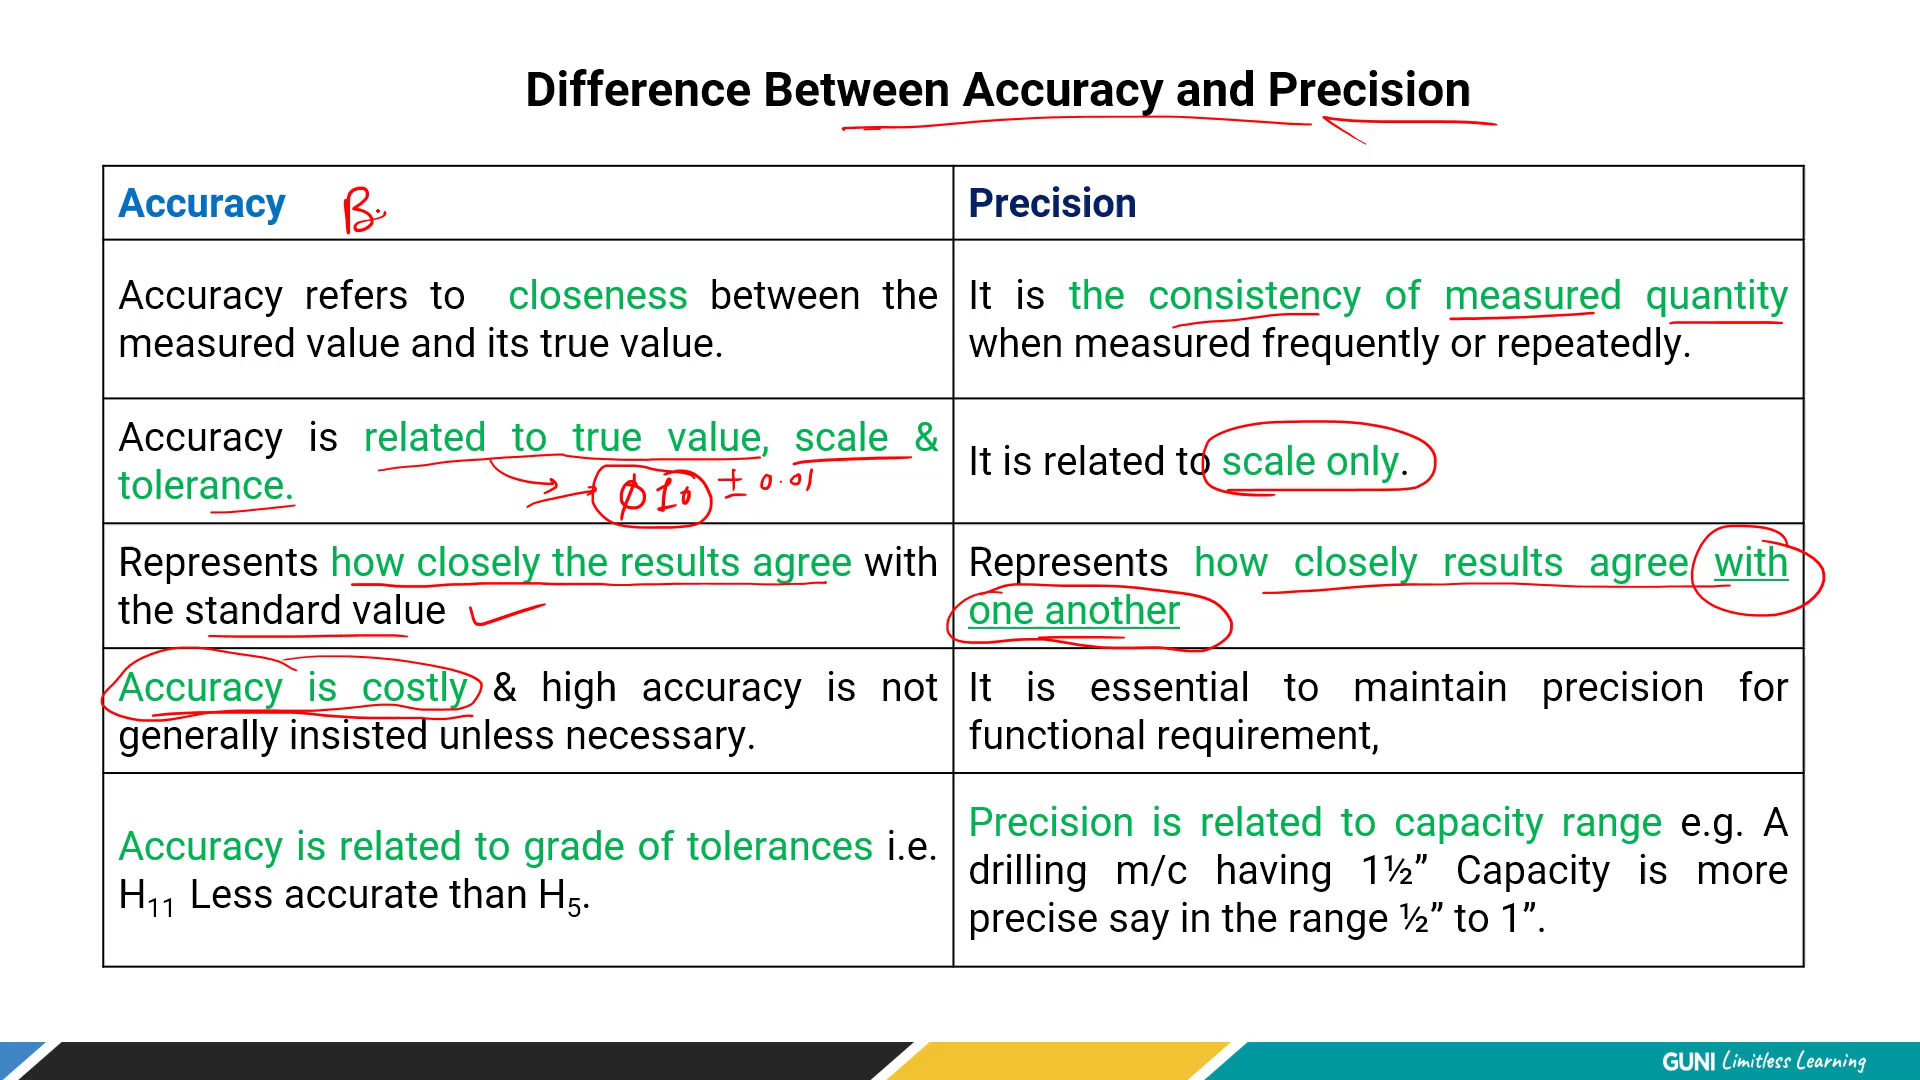 Difference Between Accuracy and Precision
Accuracy B.
Precision
Accuracy refers to closeness between the
measured value and its true value.
It is the consistency of measured quantity
when measured frequently or repeatedly.
Accuracy is related to true value, scale &
tolerance.
ϕ10 ± 0.01
It is related to scale only.
Represents how closely the results agree with
the standard value
Represents how closely results agree with
one another
Accuracy is costly & high accuracy is not
generally insisted unless necessary.
It is essential to maintain precision for
functional requirement,
Accuracy is related to grade of tolerances i.e.
H₁₁ Less accurate than H₅.
Precision is related to capacity range e.g. A
drilling m/c having 1½” Capacity is more
precise say in the range ½” to 1”.
GUNI Limitless Learning